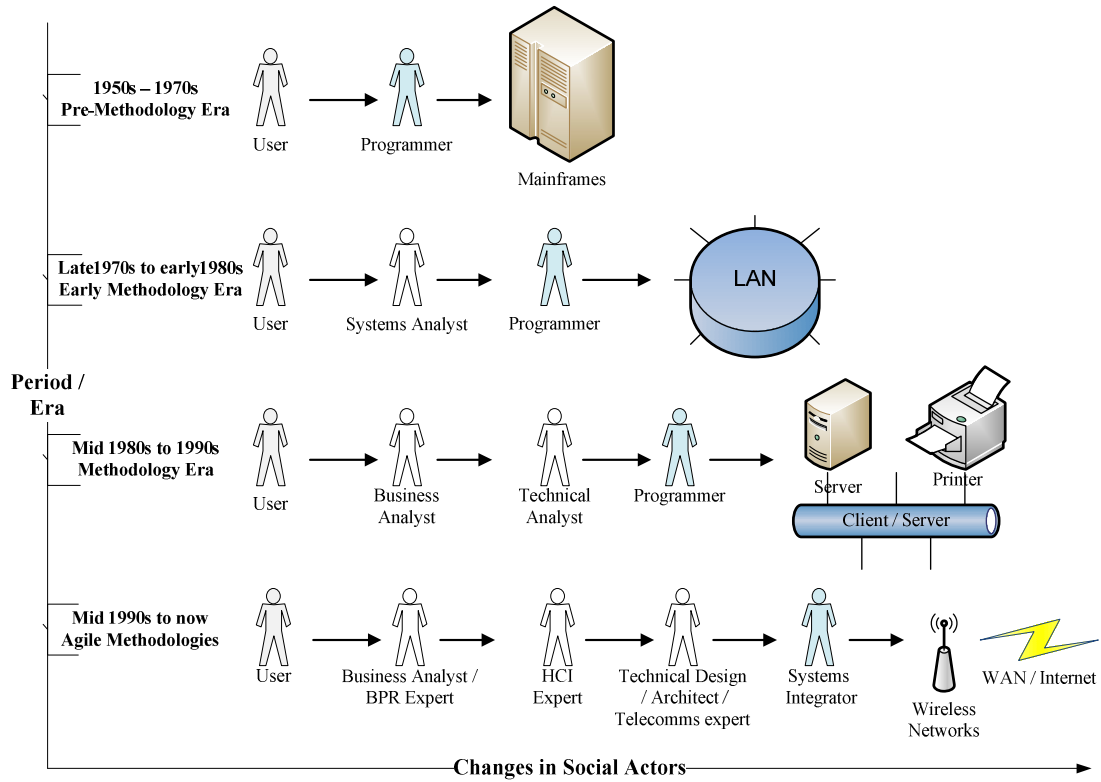 1950s – 1970s
Pre-Methodology Era
User
Programmer
Mainframes
Late1970s to early1980s
Early Methodology Era
User
Systems Analyst
Programmer
LAN
Period /
Era
Mid 1980s to 1990s
Methodology Era
User
Business
Analyst
Technical
Analyst
Programmer
Server
Printer
Client / Server
Mid 1990s to now
Agile Methodologies
User
Business Analyst /
BPR Expert
HCI
Expert
Technical Design
/ Architect /
Telecomms expert
Systems
Integrator
Wireless
Networks
WAN / Internet
Changes in Social Actors